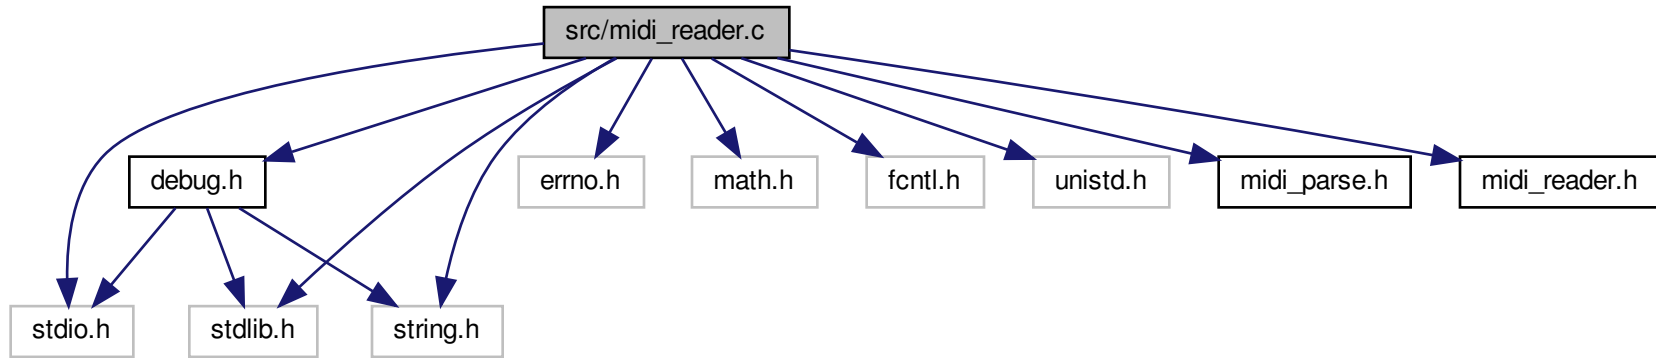 src/midi_reader.c
debug.h
errno.h
math.h
fcntl.h
unistd.h
midi_parse.h
midi_reader.h
stdio.h
stdlib.h
string.h